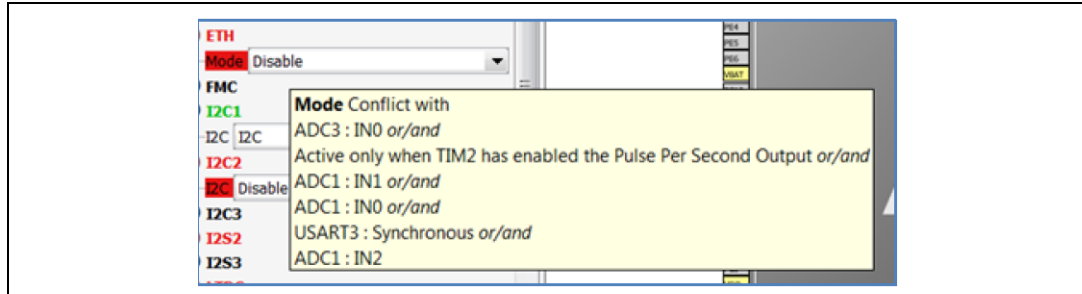 ETH
Mode Disable
FMC
I2C1
I2C I2C
I2C2
I2C Disable
I2C3
I2S2
I2S3
Mode Conflict with
ADC3 : IN0 or/and
Active only when TIM2 has enabled the Pulse Per Second Output or/and
ADC1 : IN1 or/and
ADC1 : IN0 or/and
USART3 : Synchronous or/and
ADC1 : IN2
PE4
PE5
PE6
VBAT